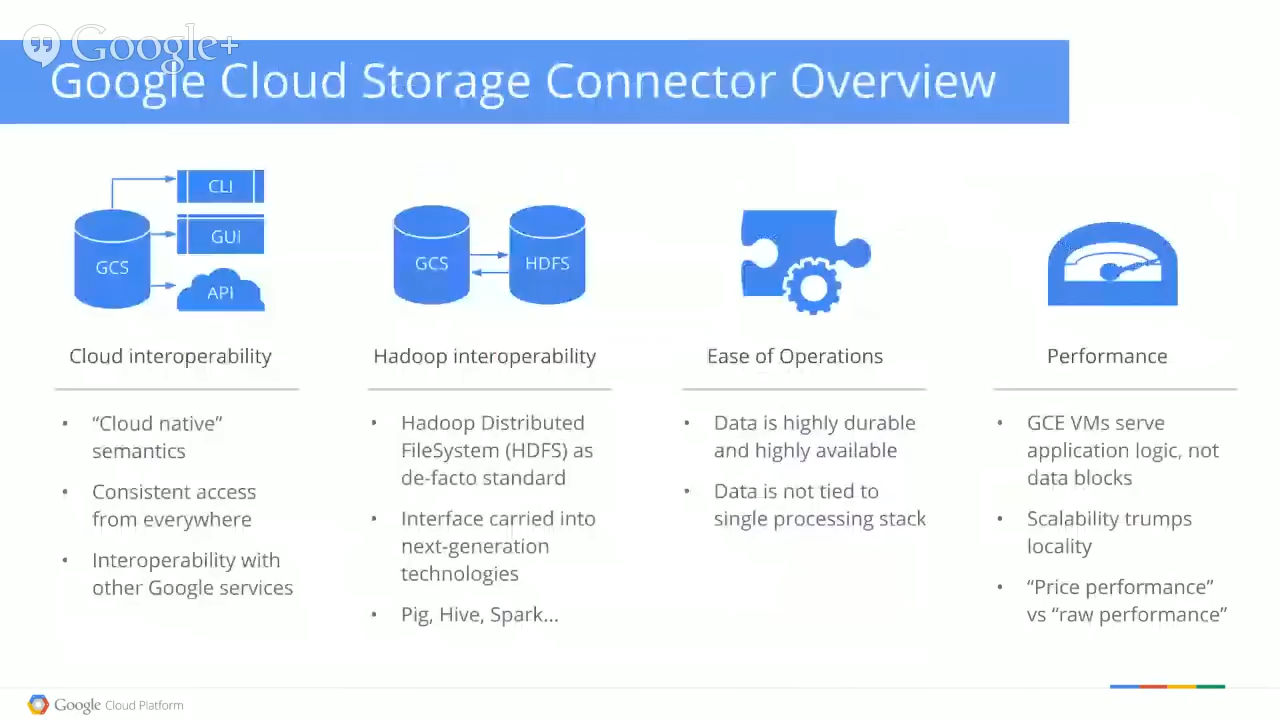 Google+
Google Cloud Storage Connector Overview
CLI
GUI
GCS
API
GCS
HDFS
Cloud interoperability
“Cloud native”
semantics
Consistent access
from everywhere
Interoperability with
other Google services
Hadoop interoperability
Hadoop Distributed
FileSystem (HDFS) as
de-facto standard
Interface carried into
next-generation
technologies
Pig, Hive, Spark...
Ease of Operations
Data is highly durable
and highly available
Data is not tied to
single processing stack
Performance
GCE VMs serve
application logic, not
data blocks
Scalability trumps
locality
“Price performance”
vs “raw performance”
Google Cloud Platform